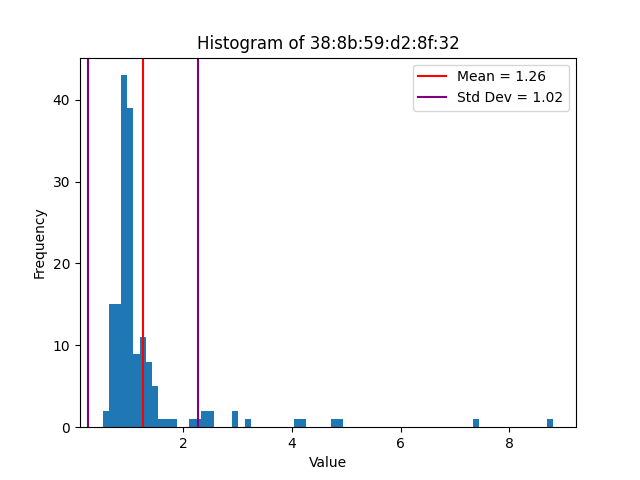 Histogram of 38:8b:59:d2:8f:32
Mean = 1.26
Std Dev = 1.02
40
30
20
10
0
Frequency
2 4 6 8
Value